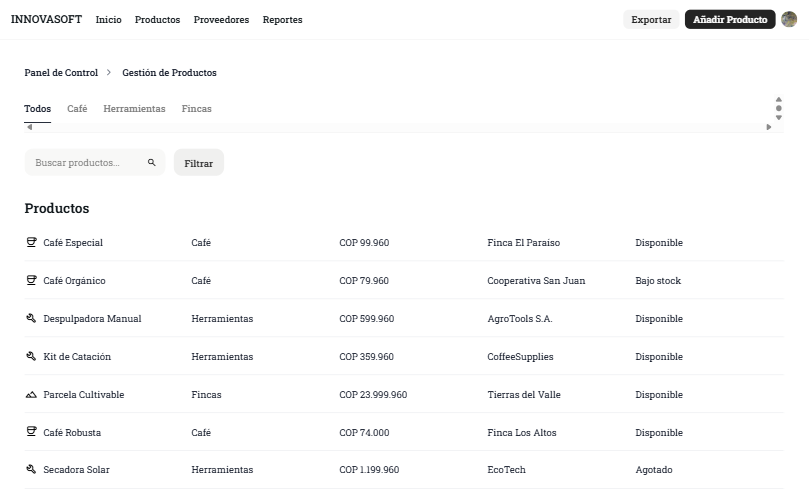 INNOVASOFT Inicio Productos Proveedores Reportes Exportar Añadir Producto
Panel de Control > Gestión de Productos
Todos Café Herramientas Fincas
Buscar productos... Filtrar
Productos
Café Especial Café COP 99.960 Finca El Paraíso Disponible
Café Orgánico Café COP 79.960 Cooperativa San Juan Bajo stock
Despulpadora Manual Herramientas COP 599.960 AgroTools S.A. Disponible
Kit de Catación Herramientas COP 359.960 CoffeeSupplies Disponible
Parcela Cultivable Fincas COP 23.999.960 Tierras del Valle Disponible
Café Robusta Café COP 74.000 Finca Los Altos Disponible
Secadora Solar Herramientas COP 1.199.960 EcoTech Agotado